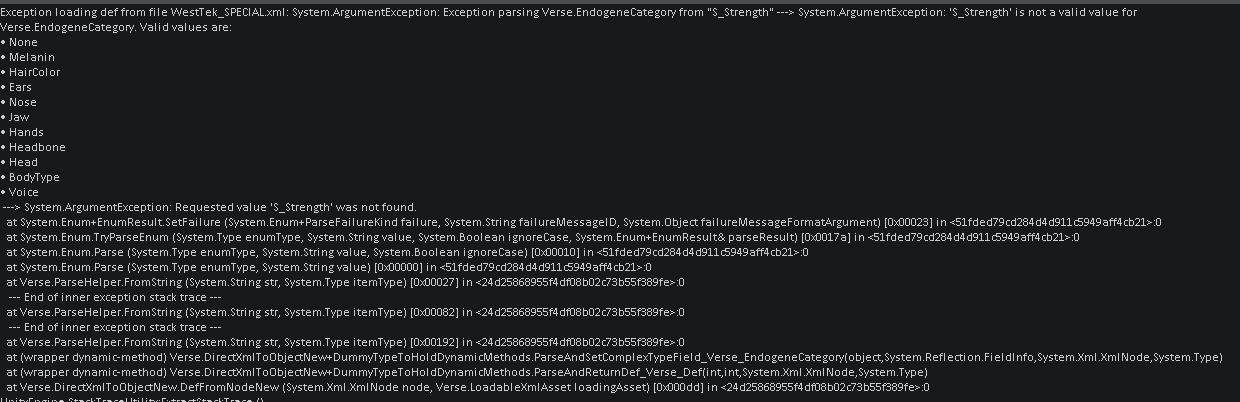 Exception loading def from file WestTek_SPECIAL.xml: System.ArgumentException: Exception parsing Verse.EndogeneCategory from "S_Strength" ---> System.ArgumentException: 'S_Strength' is not a valid value for
Verse.EndogeneCategory. Valid values are:
• None
• Melanin
• HairColor
• Ears
• Nose
• Jaw
• Hands
• Headbone
• Head
• BodyType
• Voice
---> System.ArgumentException: Requested value 'S_Strength' was not found.
at System.Enum+EnumResult.SetFailure (System.Enum+ParseFailureKind failure, System.String failureMessageID, System.Object failureMessageFormatArgument) [0x00023] in <51fded79cd284d4d911c5949aff4cb21>:0
at System.Enum.TryParseEnum (System.Type enumType, System.String value, System.Boolean ignoreCase, System.Enum+EnumResult& parseResult) [0x0017a] in <51fded79cd284d4d911c5949aff4cb21>:0
at System.Enum.Parse (System.Type enumType, System.String value, System.Boolean ignoreCase) [0x00010] in <51fded79cd284d4d911c5949aff4cb21>:0
at System.Enum.Parse (System.Type enumType, System.String value) [0x00000] in <51fded79cd284d4d911c5949aff4cb21>:0
at Verse.ParseHelper.FromString (System.String str, System.Type itemType) [0x00027] in <24d25868955f4df08b02c73b55f389fe>:0
--- End of inner exception stack trace ---
at Verse.ParseHelper.FromString (System.String str, System.Type itemType) [0x00082] in <24d25868955f4df08b02c73b55f389fe>:0
--- End of inner exception stack trace ---
at Verse.ParseHelper.FromString (System.String str, System.Type itemType) [0x00192] in <24d25868955f4df08b02c73b55f389fe>:0
at (wrapper dynamic-method) Verse.DirectXmlToObjectNew+DummyTypeToHoldDynamicMethods.ParseAndSetComplexTypeField_Verse_EndogeneCategory(object,System.Reflection.FieldInfo,System.Xml.XmlNode,System.Type)
at (wrapper dynamic-method) Verse.DirectXmlToObjectNew+DummyTypeToHoldDynamicMethods.ParseAndReturnDef_Verse_Def(int,int,System.Xml.XmlNode,System.Type)
at Verse.DirectXmlToObjectNew.DefFromNodeNew (System.Xml.XmlNode node, Verse.LoadableXmlAsset loadingAsset) [0x000dd] in <24d25868955f4df08b02c73b55f389fe>:0
UnityEngine.StackTraceUtility:ExtractStackTrace ()